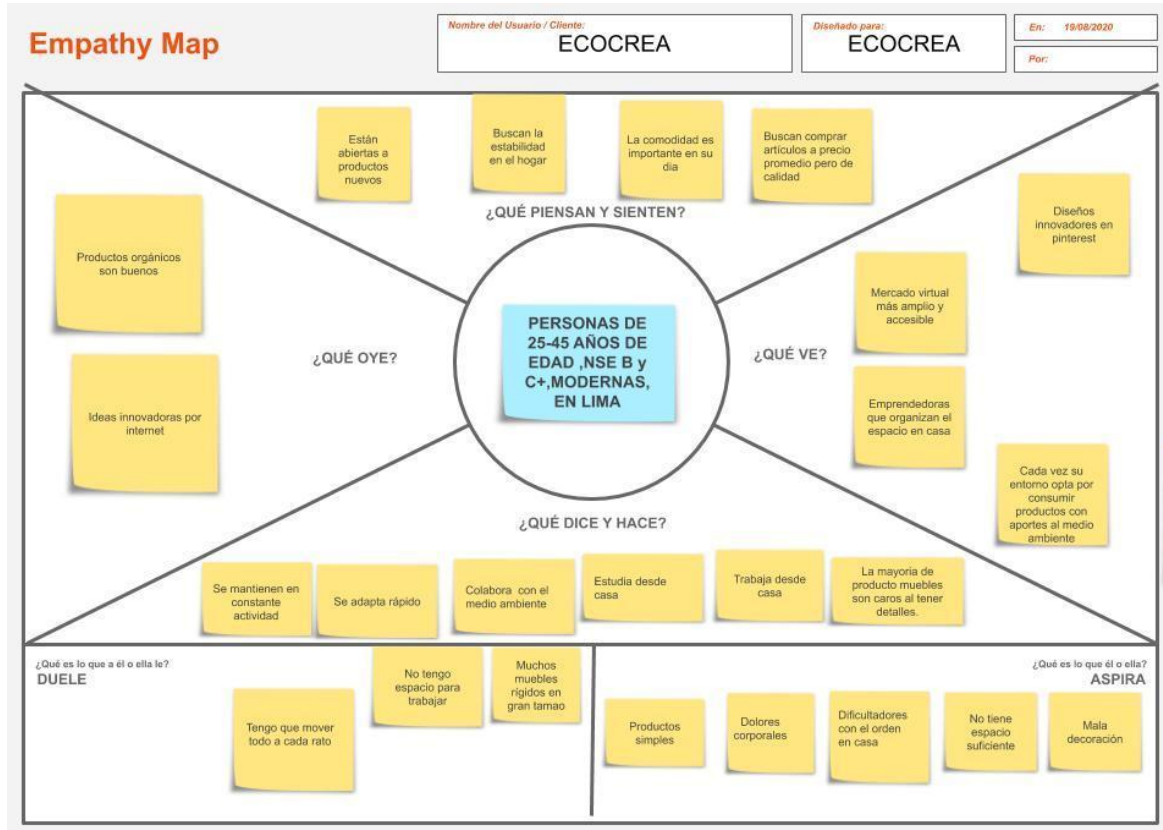 Empathy Map
Nombre del Usuario / Cliente:
ECOCREA
Diseñado para:
ECOCREA
En: 19/08/2020
Por:
Están
abiertas a
productos
nuevos
Buscan la
estabilidad
en el hogar
La comodidad es
importante en su
dia
Buscan comprar
artículos a precio
promedio pero de
calidad
¿QUÉ PIENSAN Y SIENTEN?
Productos orgánicos
son buenos
Ideas innovadoras por
internet
¿QUÉ OYE?
PERSONAS DE
25-45 AÑOS DE
EDAD ,NSE B y
C+,MODERNAS,
EN LIMA
¿QUÉ VE?
Diseños
innovadores en
pinterest
Mercado virtual
más amplio y
accesible
Emprendedoras
que organizan el
espacio en casa
Cada vez su
entorno opta por
consumir
productos con
aportes al medio
ambiente
¿QUÉ DICE Y HACE?
Se mantienen en
constante
actividad
Se adapta rápido
Colabora con el
medio ambiente
Estudia desde
casa
Trabaja desde
casa
La mayoria de
producto muebles
son caros al tener
detalles.
¿Qué es lo que a él o ella le?
DUELE
Tengo que mover
todo a cada rato
No tengo
espacio para
trabajar
Muchos
muebles
rígidos en
gran tamao
¿Qué es lo que él o ella?
ASPIRA
Productos
simples
Dolores
corporales
Dificultadores
con el orden
en casa
No tiene
espacio
suficiente
Mala
decoración